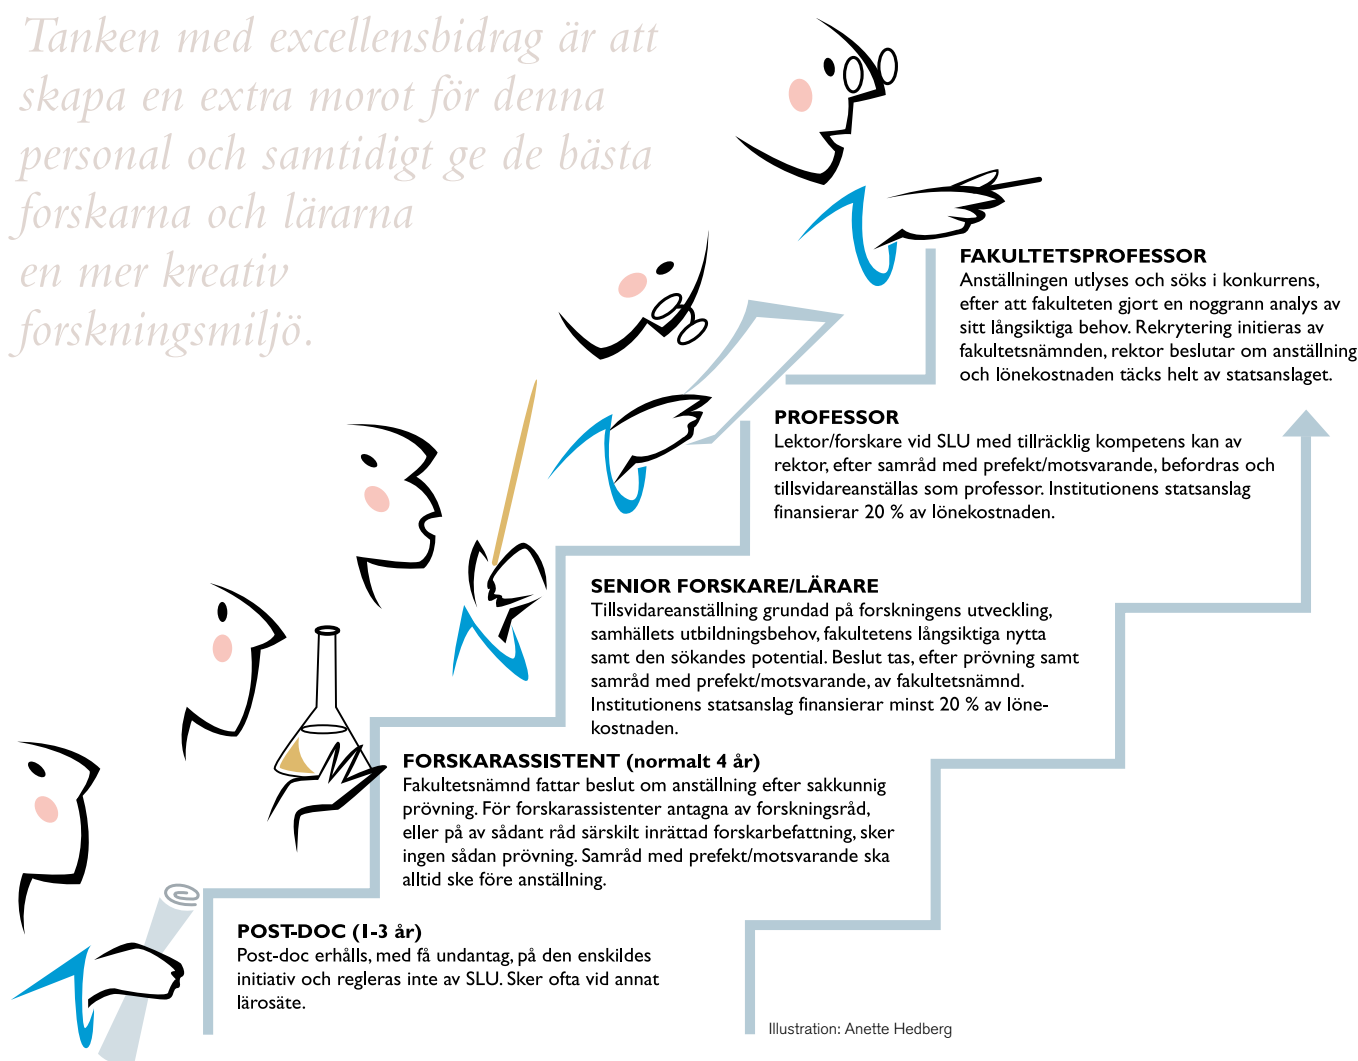 Tanken med excellensbidrag är att
skapa en extra morot för denna
personal och samtidigt ge de bästa
forskarna och lärarna
en mer kreativ
forskningsmiljö.
FAKULTETSPROFESSOR
Anställningen utlyses och söks i konkurrens,
efter att fakulteten gjort en noggrann analys av
sitt långsiktiga behov. Rekrytering initieras av
fakultetsnämnden, rektor beslutar om anställning
och lönekostnaden täcks helt av statsanslaget.
PROFESSOR
Lektor/forskare vid SLU med tillräcklig kompetens kan av
rektor, efter samråd med prefekt/motsvarande, befordras och
tillsvidareanställas som professor. Institutionens statsanslag
finansierar 20 % av lönekostnaden.
SENIOR FORSKARE/LÄRARE
Tillsvidareanställning grundad på forskningens utveckling,
samhällets utbildningsbehov, fakultetens långsiktiga nytta
samt den sökandes potential. Beslut tas, efter prövning samt
samråd med prefekt/motsvarande, av fakultetsnämnd.
Institutionens statsanslag finansierar minst 20 % av löne-
kostnaden.
FORSKARASSISTENT (normalt 4 år)
Fakultetsnämnd fattar beslut om anställning efter sakkunnig
prövning. För forskarassistenter antagna av forskningsråd,
eller på av sådant råd särskilt inrättad forskarbefattning, sker
ingen sådan prövning. Samråd med prefekt/motsvarande ska
alltid ske före anställning.
POST-DOC (1-3 år)
Post-doc erhålls, med få undantag, på den enskildes
initiativ och regleras inte av SLU. Sker ofta vid annat
lärosäte.
Illustration: Anette Hedberg